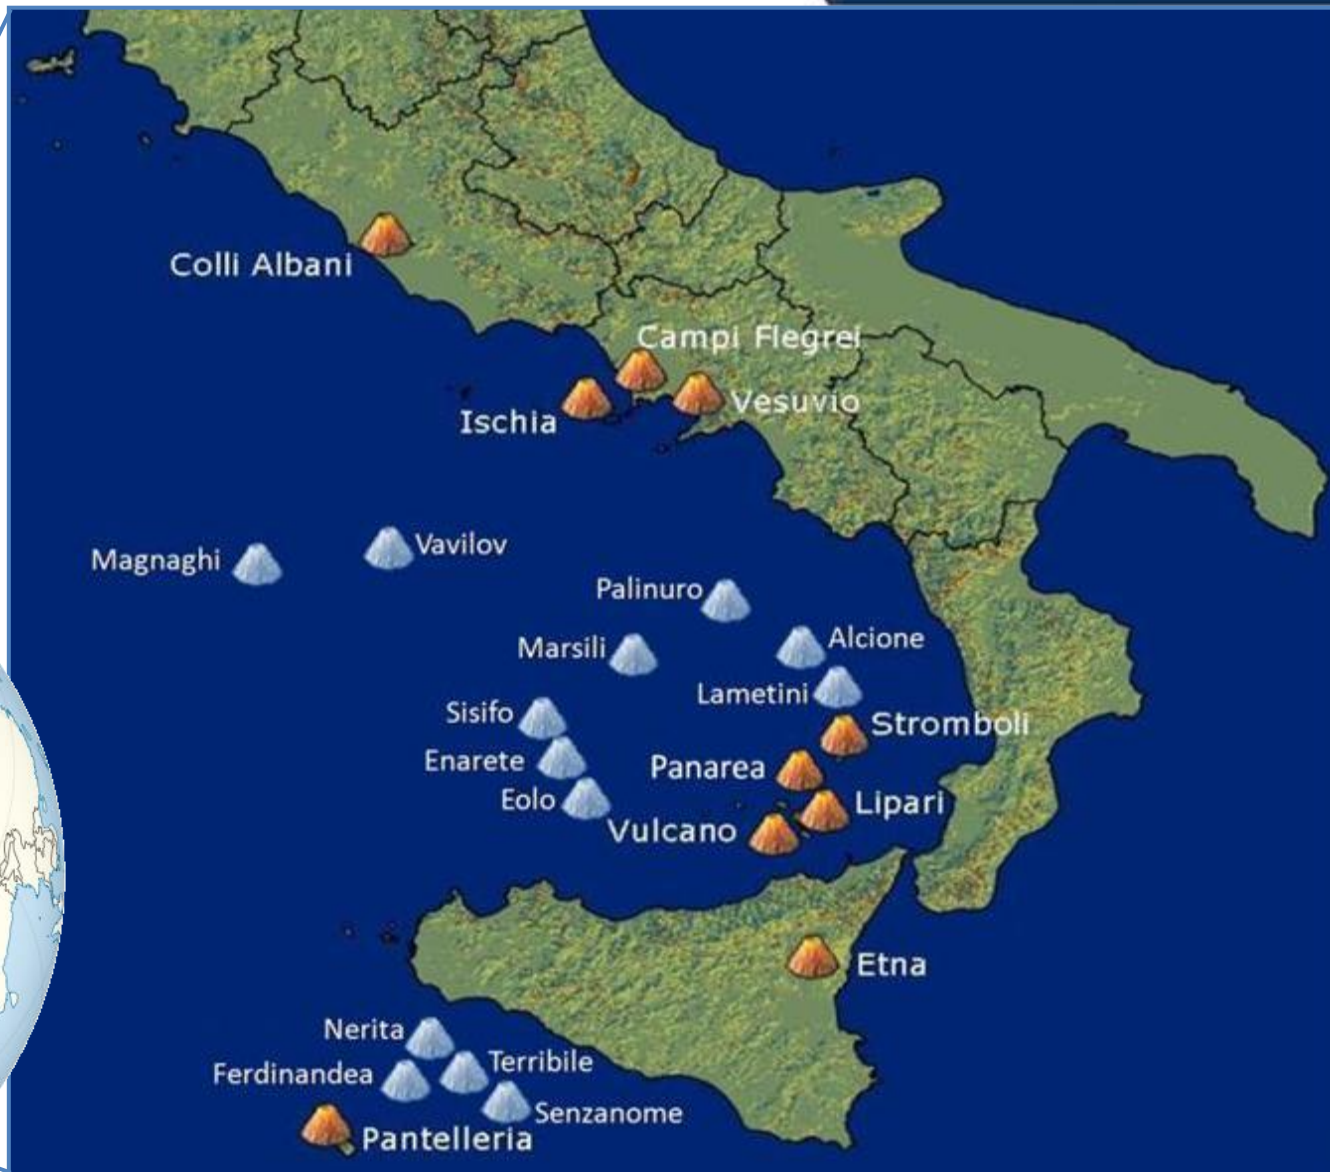 Colli Albani
Campi Flegrei
Vesuvio
Ischia
Magnaghi
Vavilov
Palinuro
Alcione
Marsili
Lametini
Sisifo
Stromboli
Enarete
Panarea
Eolo
Lipari
Vulcano
Etna
Nerita
Terribile
Ferdinandea
Senzanome
Pantelleria